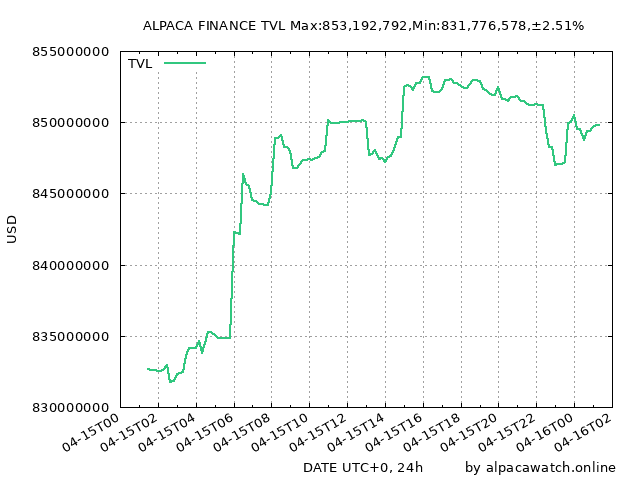 ALPACA FINANCE TVL Max:853,192,792,Min:831,776,578,±2.51%
TVL
855000000
850000000
845000000
840000000
835000000
830000000
USD
04-15T00
04-15T02
04-15T04
04-15T06
04-15T08
04-15T10
04-15T12
04-15T14
04-15T16
04-15T18
04-15T20
04-15T22
04-16T00
04-16T02
DATE UTC+0, 24h
by alpacawatch.online